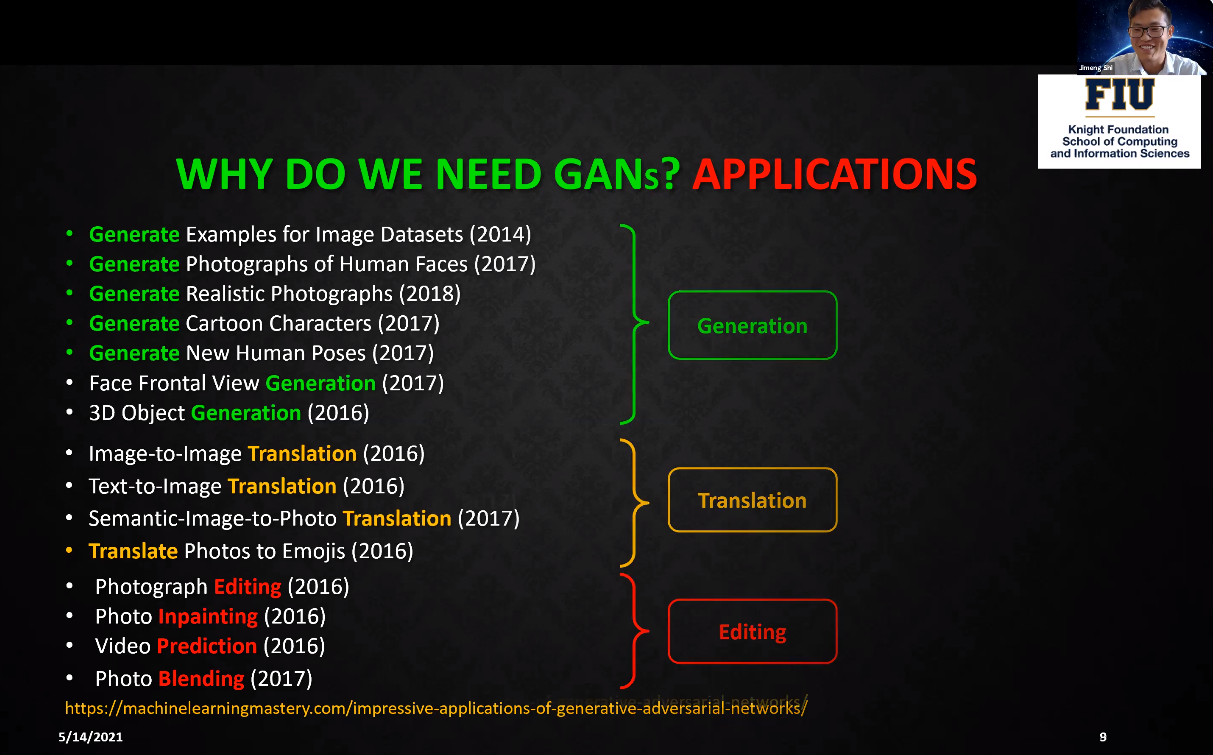 Jimeng Shi
FIU
Knight Foundation
School of Computing
and Information Sciences
WHY DO WE NEED GANs? APPLICATIONS
• Generate Examples for Image Datasets (2014)
• Generate Photographs of Human Faces (2017)
• Generate Realistic Photographs (2018)
• Generate Cartoon Characters (2017)
• Generate New Human Poses (2017)
• Face Frontal View Generation (2017)
• 3D Object Generation (2016)
Generation
• Image-to-Image Translation (2016)
• Text-to-Image Translation (2016)
• Semantic-Image-to-Photo Translation (2017)
• Translate Photos to Emojis (2016)
Translation
• Photograph Editing (2016)
• Photo Inpainting (2016)
• Video Prediction (2016)
• Photo Blending (2017)
Editing
https://machinelearningmastery.com/impressive-applications-of-generative-adversarial-networks/
5/14/2021
9